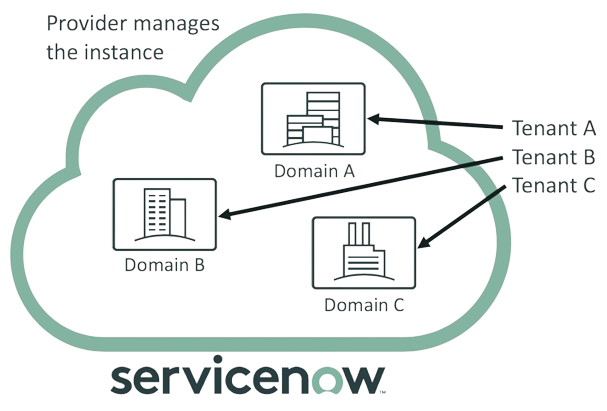 Provider manages
the instance
Domain A
Tenant A
Tenant B
Tenant C
Domain B
Domain C
servicenow™